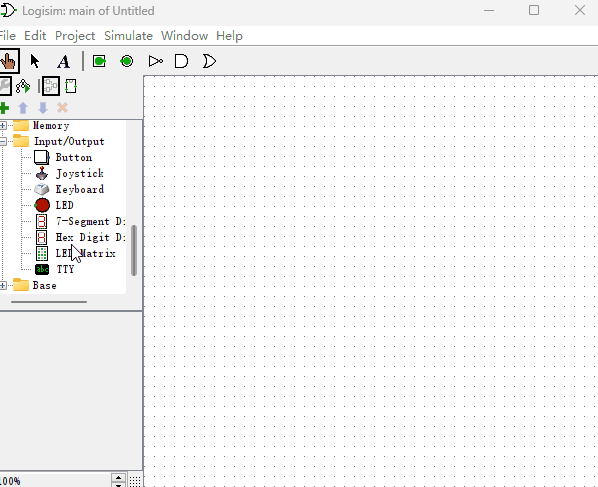 Logisim: main of Untitled
File Edit Project Simulate Window Help
A
Memory
Input/Output
Button
Joystick
Keyboard
LED
7-Segment D:
Hex Digit D:
LED Matrix
abc TTY
Base
100%